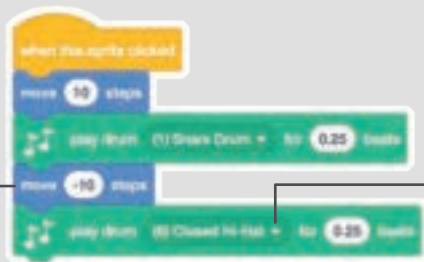 when this sprite clicked
move 10 steps
play drum (1) Snare Drum for 0.25 beats
move -10 steps
play drum (6) Closed Hi-Hat for 0.25 beats